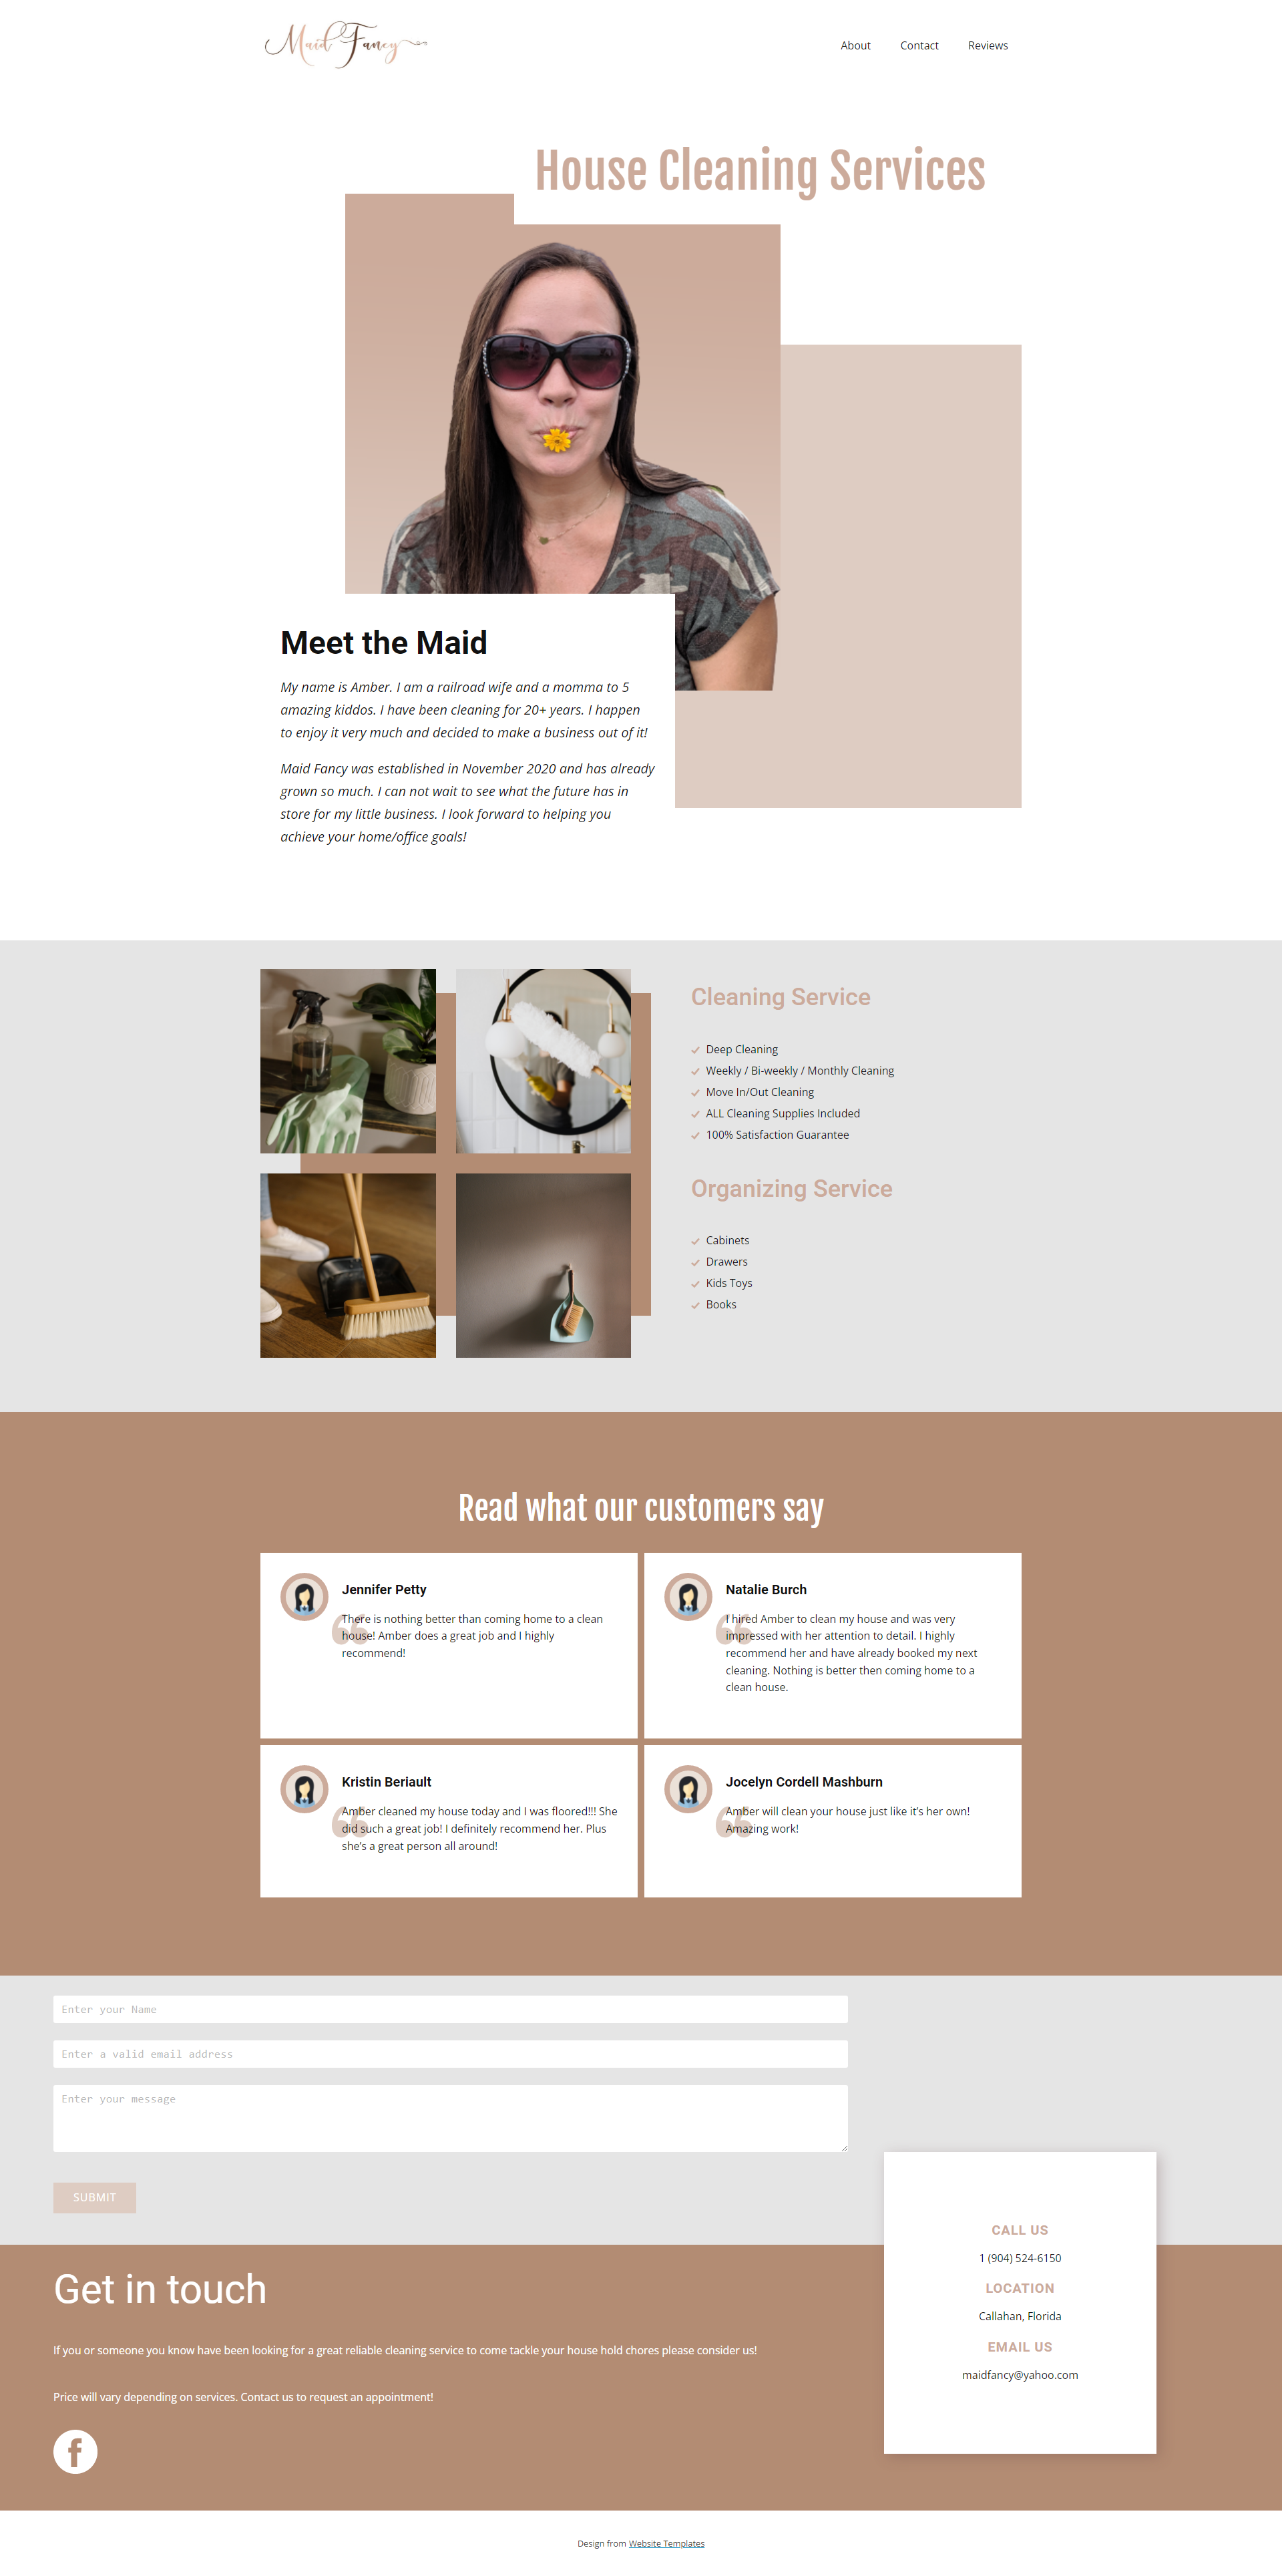 Maid Fancy
About Contact Reviews
House Cleaning Services
Meet the Maid
My name is Amber. I am a railroad wife and a momma to 5
amazing kiddos. I have been cleaning for 20+ years. I happen
to enjoy it very much and decided to make a business out of it!
Maid Fancy was established in November 2020 and has already
grown so much. I can not wait to see what the future has in
store for my little business. I look forward to helping you
achieve your home/office goals!
Cleaning Service
Deep Cleaning
Weekly / Bi-weekly / Monthly Cleaning
Move In/Out Cleaning
ALL Cleaning Supplies Included
100% Satisfaction Guarantee
Organizing Service
Cabinets
Drawers
Kids Toys
Books
Read what our customers say
Jennifer Petty
There is nothing better than coming home to a clean
house! Amber does a great job and I highly
recommend!
Natalie Burch
I hired Amber to clean my house and was very
impressed with her attention to detail. I highly
recommend her and have already booked my next
cleaning. Nothing is better then coming home to a
clean house.
Kristin Beriault
Amber cleaned my house today and I was floored!!! She
did such a great job! I definitely recommend her. Plus
she’s a great person all around!
Jocelyn Cordell Mashburn
Amber will clean your house just like it’s her own!
Amazing work!
Enter your Name
Enter a valid email address
Enter your message
SUBMIT
CALL US
1 (904) 524-6150
LOCATION
Callahan, Florida
EMAIL US
maidfancy@yahoo.com
Get in touch
If you or someone you know have been looking for a great reliable cleaning service to come tackle your house hold chores please consider us!
Price will vary depending on services. Contact us to request an appointment!
Design from Website Templates